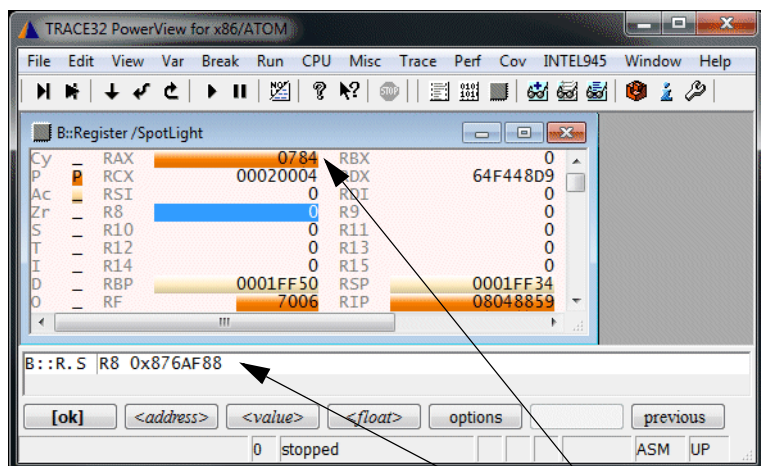 TRACE32 PowerView for x86/ATOM
File Edit View Var Break Run CPU Misc Trace Perf Cov INTEL945 Window Help
B::Register /SpotLight
Cy _ RAX 0784 RBX 0
P P RCX 00020004 RDX 64F448D9
Ac _ RSI 0 RDI 0
Zr _ R8 0 R9 0
S _ R10 0 R11 0
T _ R12 0 R13 0
I _ R14 0 R15 0
D _ RBP 0001FF50 RSP 0001FF34
O _ RF 7006 RIP 08048859
B::R.S R8 0x876AF88
[ok] <address> <value> <float> options previous
0 stopped ASM UP